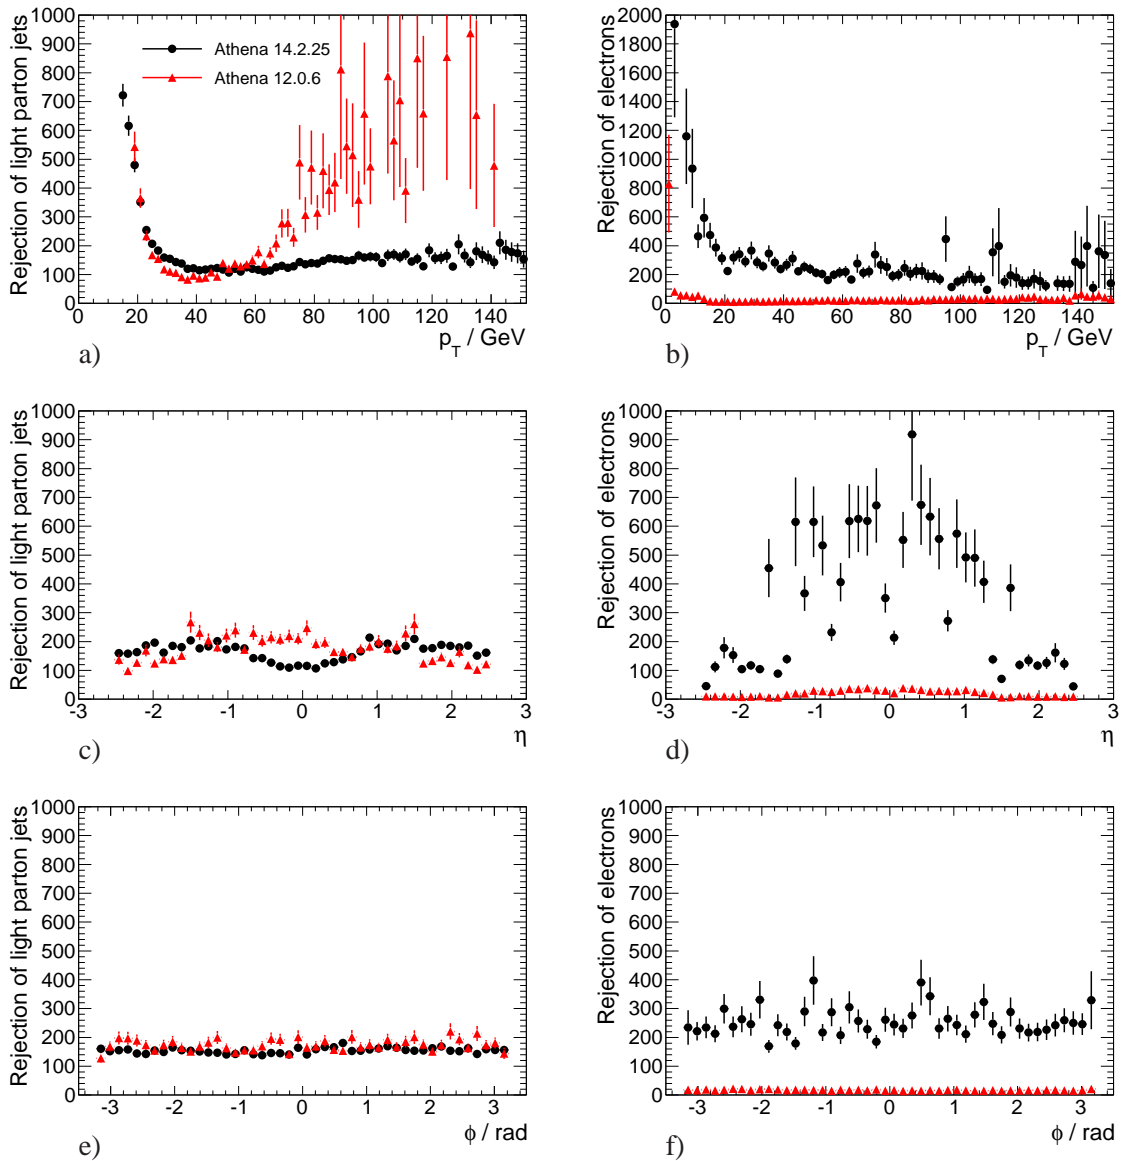 Rejection of light parton jets
1000
900
800
700
600
500
400
300
200
100
0
Athena 14.2.25
Athena 12.0.6
0 20 40 60 80 100 120 140
p_T / GeV
a)
Rejection of electrons
2000
1800
1600
1400
1200
1000
800
600
400
200
0
0 20 40 60 80 100 120 140
p_T / GeV
b)
Rejection of light parton jets
1000
900
800
700
600
500
400
300
200
100
0
-3 -2 -1 0 1 2 3
η
c)
Rejection of electrons
1000
900
800
700
600
500
400
300
200
100
0
-3 -2 -1 0 1 2 3
η
d)
Rejection of light parton jets
1000
900
800
700
600
500
400
300
200
100
0
-3 -2 -1 0 1 2 3
ϕ / rad
e)
Rejection of electrons
1000
900
800
700
600
500
400
300
200
100
0
-3 -2 -1 0 1 2 3
ϕ / rad
f)